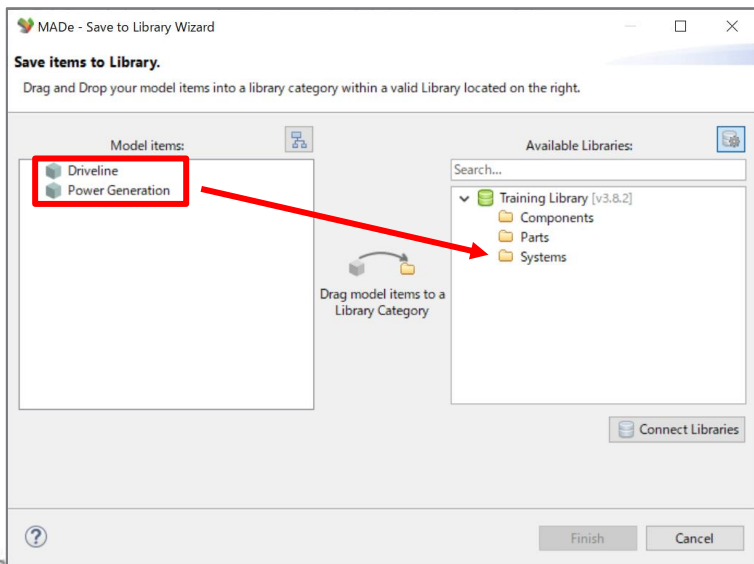 MADe - Save to Library Wizard
Save items to Library.
Drag and Drop your model items into a library category within a valid Library located on the right.
Model items:
Driveline
Power Generation
Drag model items to a
Library Category
Available Libraries:
Search...
Training Library [v3.8.2]
Components
Parts
Systems
Connect Libraries
?
Finish
Cancel